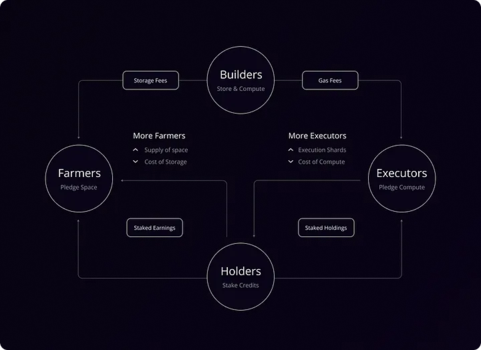 Builders
Store & Compute
Storage Fees
Gas Fees
More Farmers
Supply of space
Cost of Storage
More Executors
Execution Shards
Cost of Compute
Farmers
Pledge Space
Executors
Pledge Compute
Staked Earnings
Staked Holdings
Holders
Stake Credits